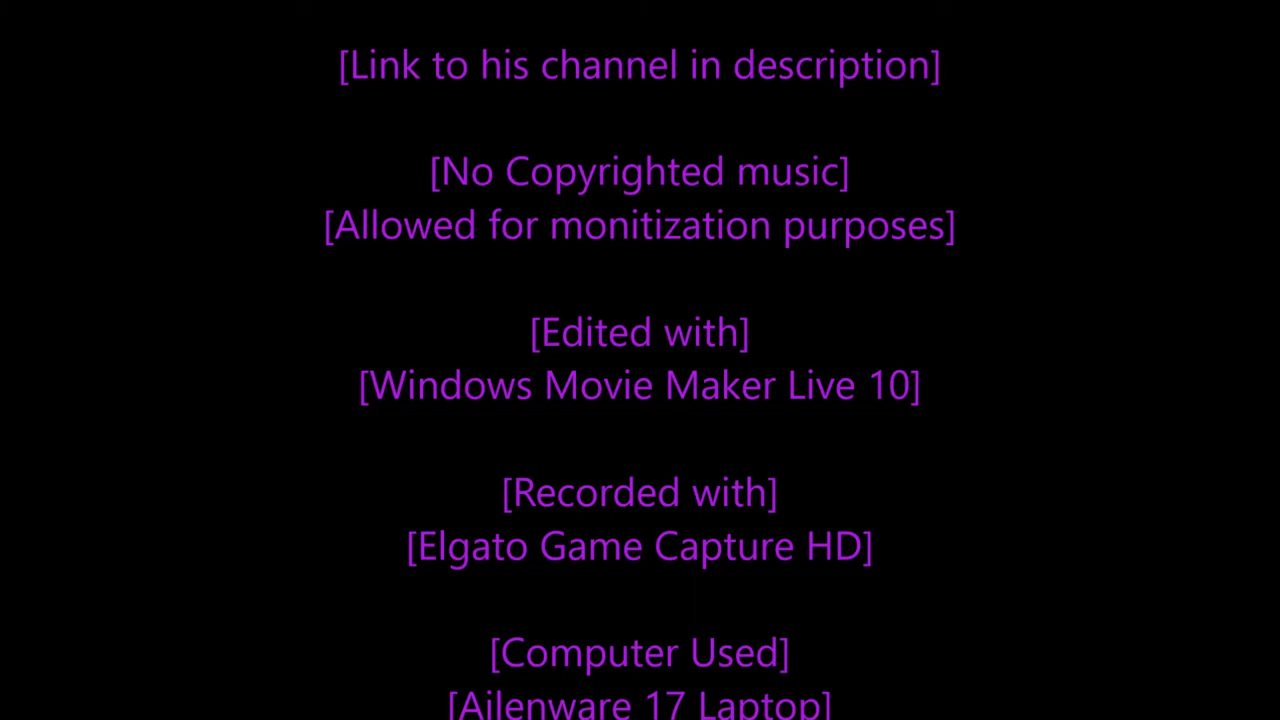 [Link to his channel in description]
[No Copyrighted music]
[Allowed for monitization purposes]
[Edited with]
[Windows Movie Maker Live 10]
[Recorded with]
[Elgato Game Capture HD]
[Computer Used]
[Ailenware 17 Laptop]